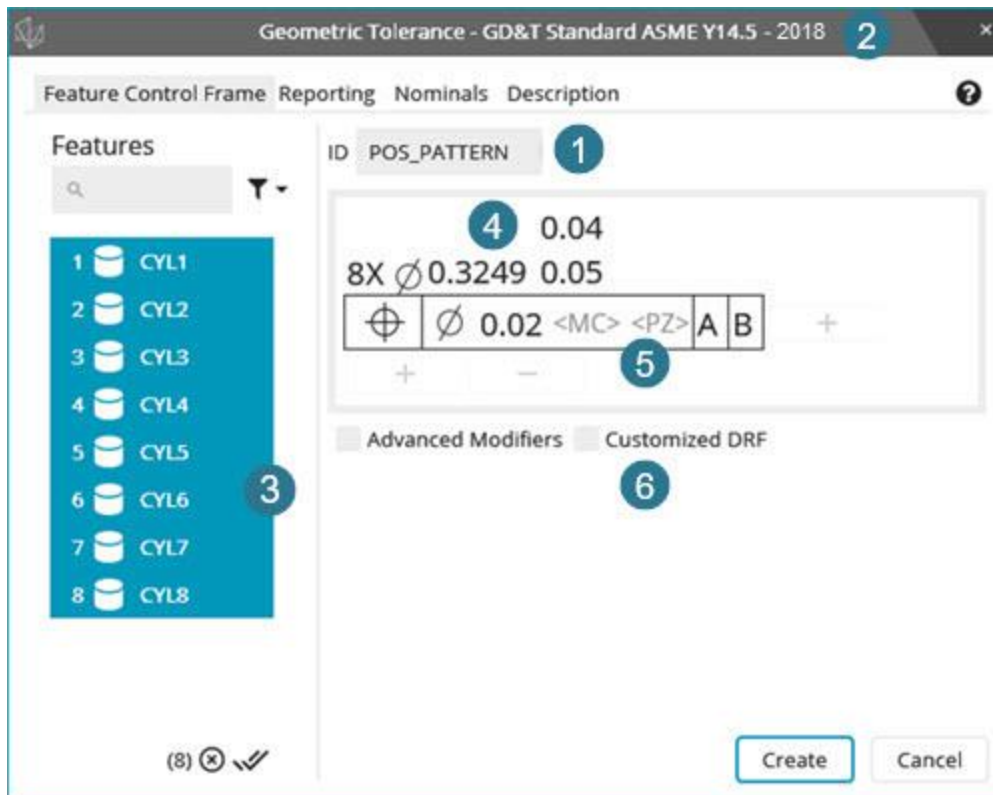 Geometric Tolerance - GD&T Standard ASME Y14.5 - 2018 2 ×
Feature Control Frame Reporting Nominals Description ?
Features
ID POS_PATTERN 1
4 0.04
8X ∅ 0.3249 0.05
⌖ ∅ 0.02 <MC> <PZ> A B +
+ − 5
Advanced Modifiers Customized DRF
6
1 CYL1
2 CYL2
3 CYL3
4 CYL4
5 CYL5
6 CYL6
3
7 CYL7
8 CYL8
(8)
Create Cancel